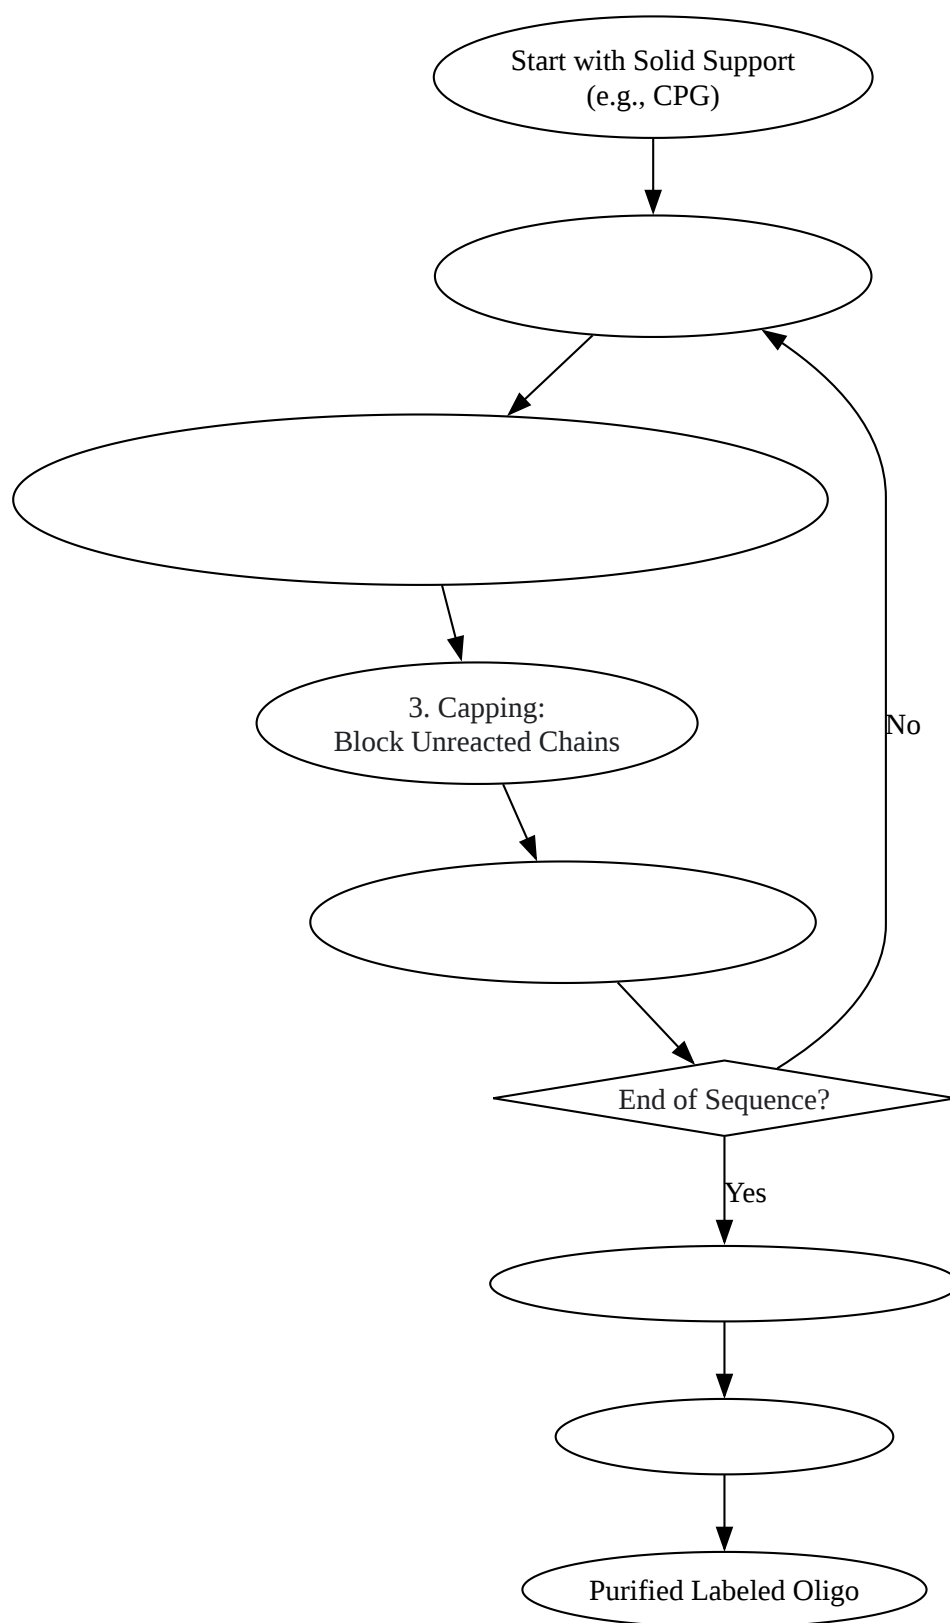 Start with Solid Support
(e.g., CPG)
3. Capping:
Block Unreacted Chains
No
End of Sequence?
Yes
Purified Labeled Oligo